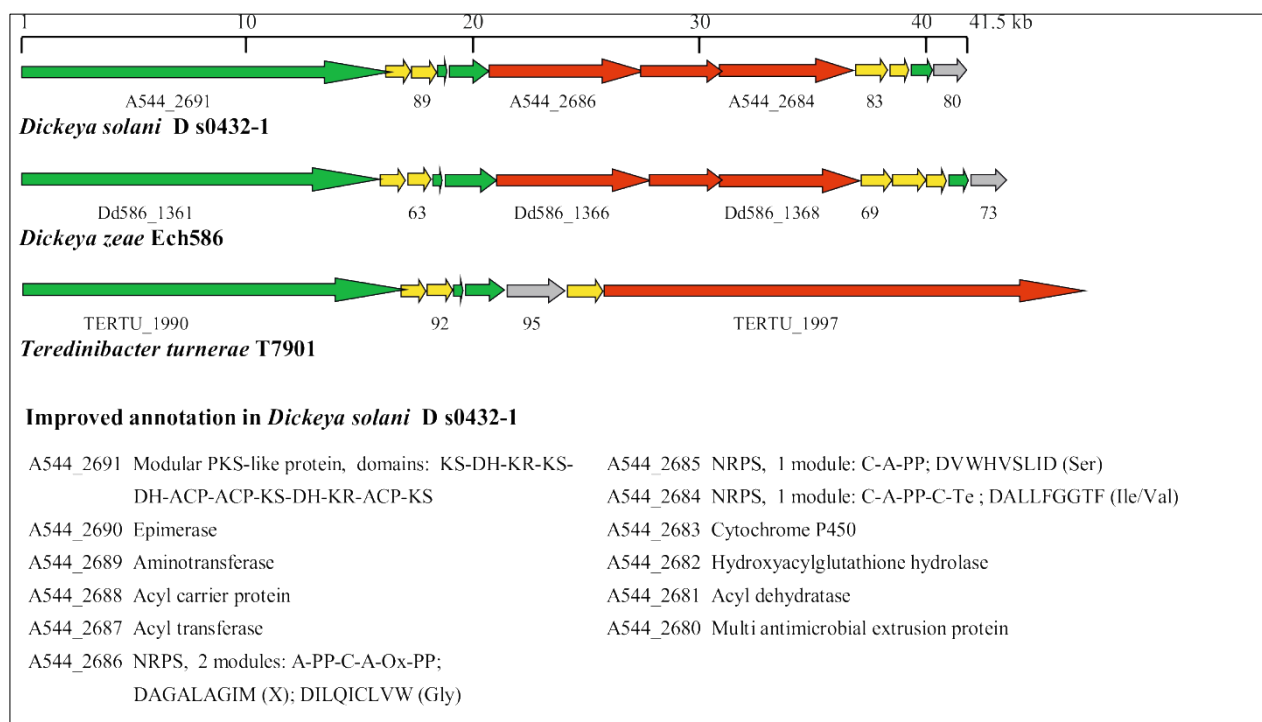 1 10 20 30 40 41.5 kb
A544_2691 89 A544_2686 A544_2684 83 80
Dickeya solani D s0432-1
Dd586_1361 63 Dd586_1366 Dd586_1368 69 73
Dickeya zeae Ech586
TERTU_1990 92 95 TERTU_1997
Teredinibacter turnerae T7901
Improved annotation in Dickeya solani D s0432-1
A544_2691 Modular PKS-like protein, domains: KS-DH-KR-KS-
DH-ACP-ACP-KS-DH-KR-ACP-KS
A544_2690 Epimerase
A544_2689 Aminotransferase
A544_2688 Acyl carrier protein
A544_2687 Acyl transferase
A544_2686 NRPS, 2 modules: A-PP-C-A-Ox-PP;
DAGALAGIM (X); DILQICLVW (Gly)
A544_2685 NRPS, 1 module: C-A-PP; DVWHVSLID (Ser)
A544_2684 NRPS, 1 module: C-A-PP-C-Te ; DALLFGGTF (Ile/Val)
A544_2683 Cytochrome P450
A544_2682 Hydroxyacylglutathione hydrolase
A544_2681 Acyl dehydratase
A544_2680 Multi antimicrobial extrusion protein